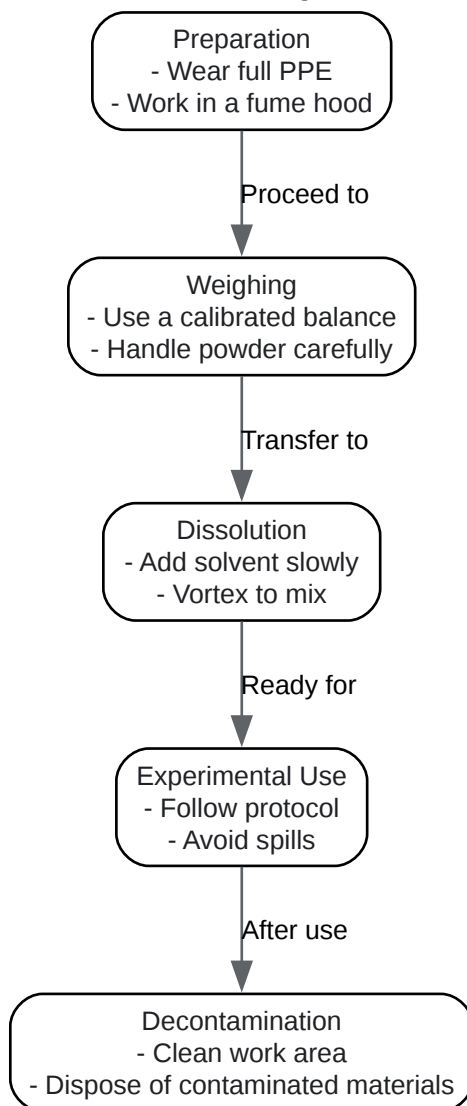 Preparation
- Wear full PPE
- Work in a fume hood
Proceed to
Weighing
- Use a calibrated balance
- Handle powder carefully
Transfer to
Dissolution
- Add solvent slowly
- Vortex to mix
Ready for
Experimental Use
- Follow protocol
- Avoid spills
After use
Decontamination
- Clean work area
- Dispose of contaminated materials